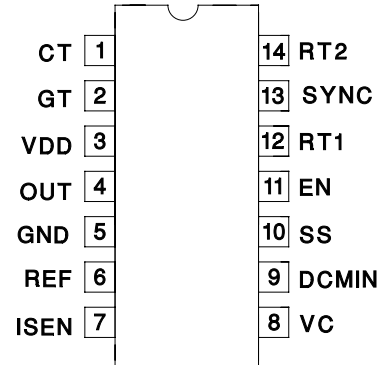 CT 1 14 RT2
GT 2 13 SYNC
VDD 3 12 RT1
OUT 4 11 EN
GND 5 10 SS
REF 6 9 DCMIN
ISEN 7 8 VC